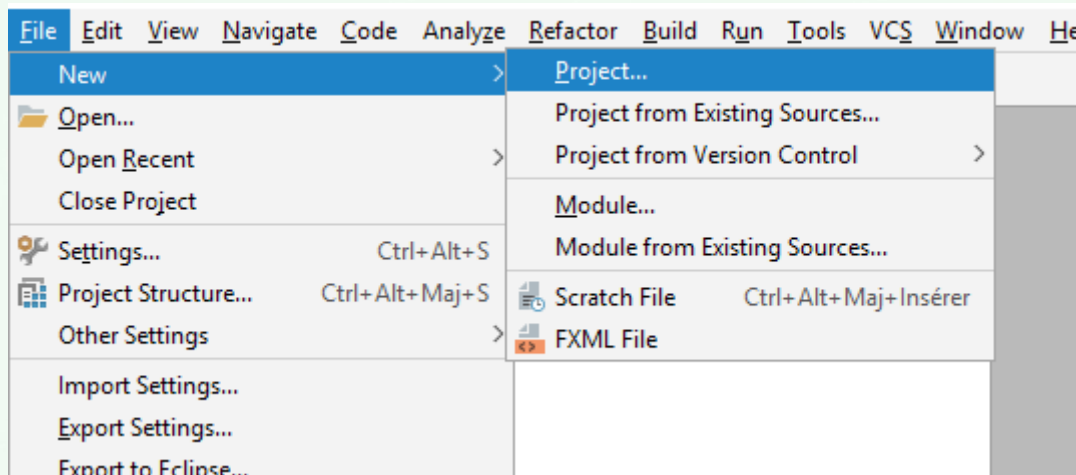 File Edit View Navigate Code Analyze Refactor Build Run Tools VCS Window He
New
Open...
Open Recent
Close Project
Settings... Ctrl+Alt+S
Project Structure... Ctrl+Alt+Maj+S
Other Settings
Import Settings...
Export Settings...
Export to Eclipse...
Project...
Project from Existing Sources...
Project from Version Control
Module...
Module from Existing Sources...
Scratch File Ctrl+Alt+Maj+Insérer
FXML File